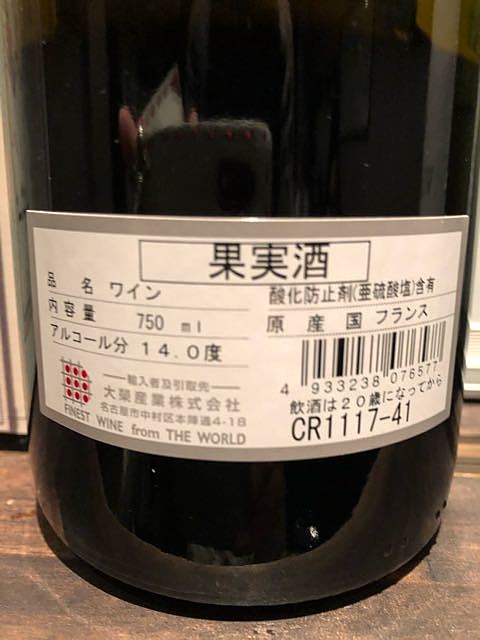 果実酒
品名 ワイン
内容量 750 ml
アルコール分 14.0度
輸入者及引取先
大榮産業株式会社
名古屋市中村区本陣通4-18
FINEST WINE from THE WORLD
酸化防止剤(亜硫酸塩)含有
原産国 フランス
4 933238 076577
飲酒は20歳になってから
CR1117-41